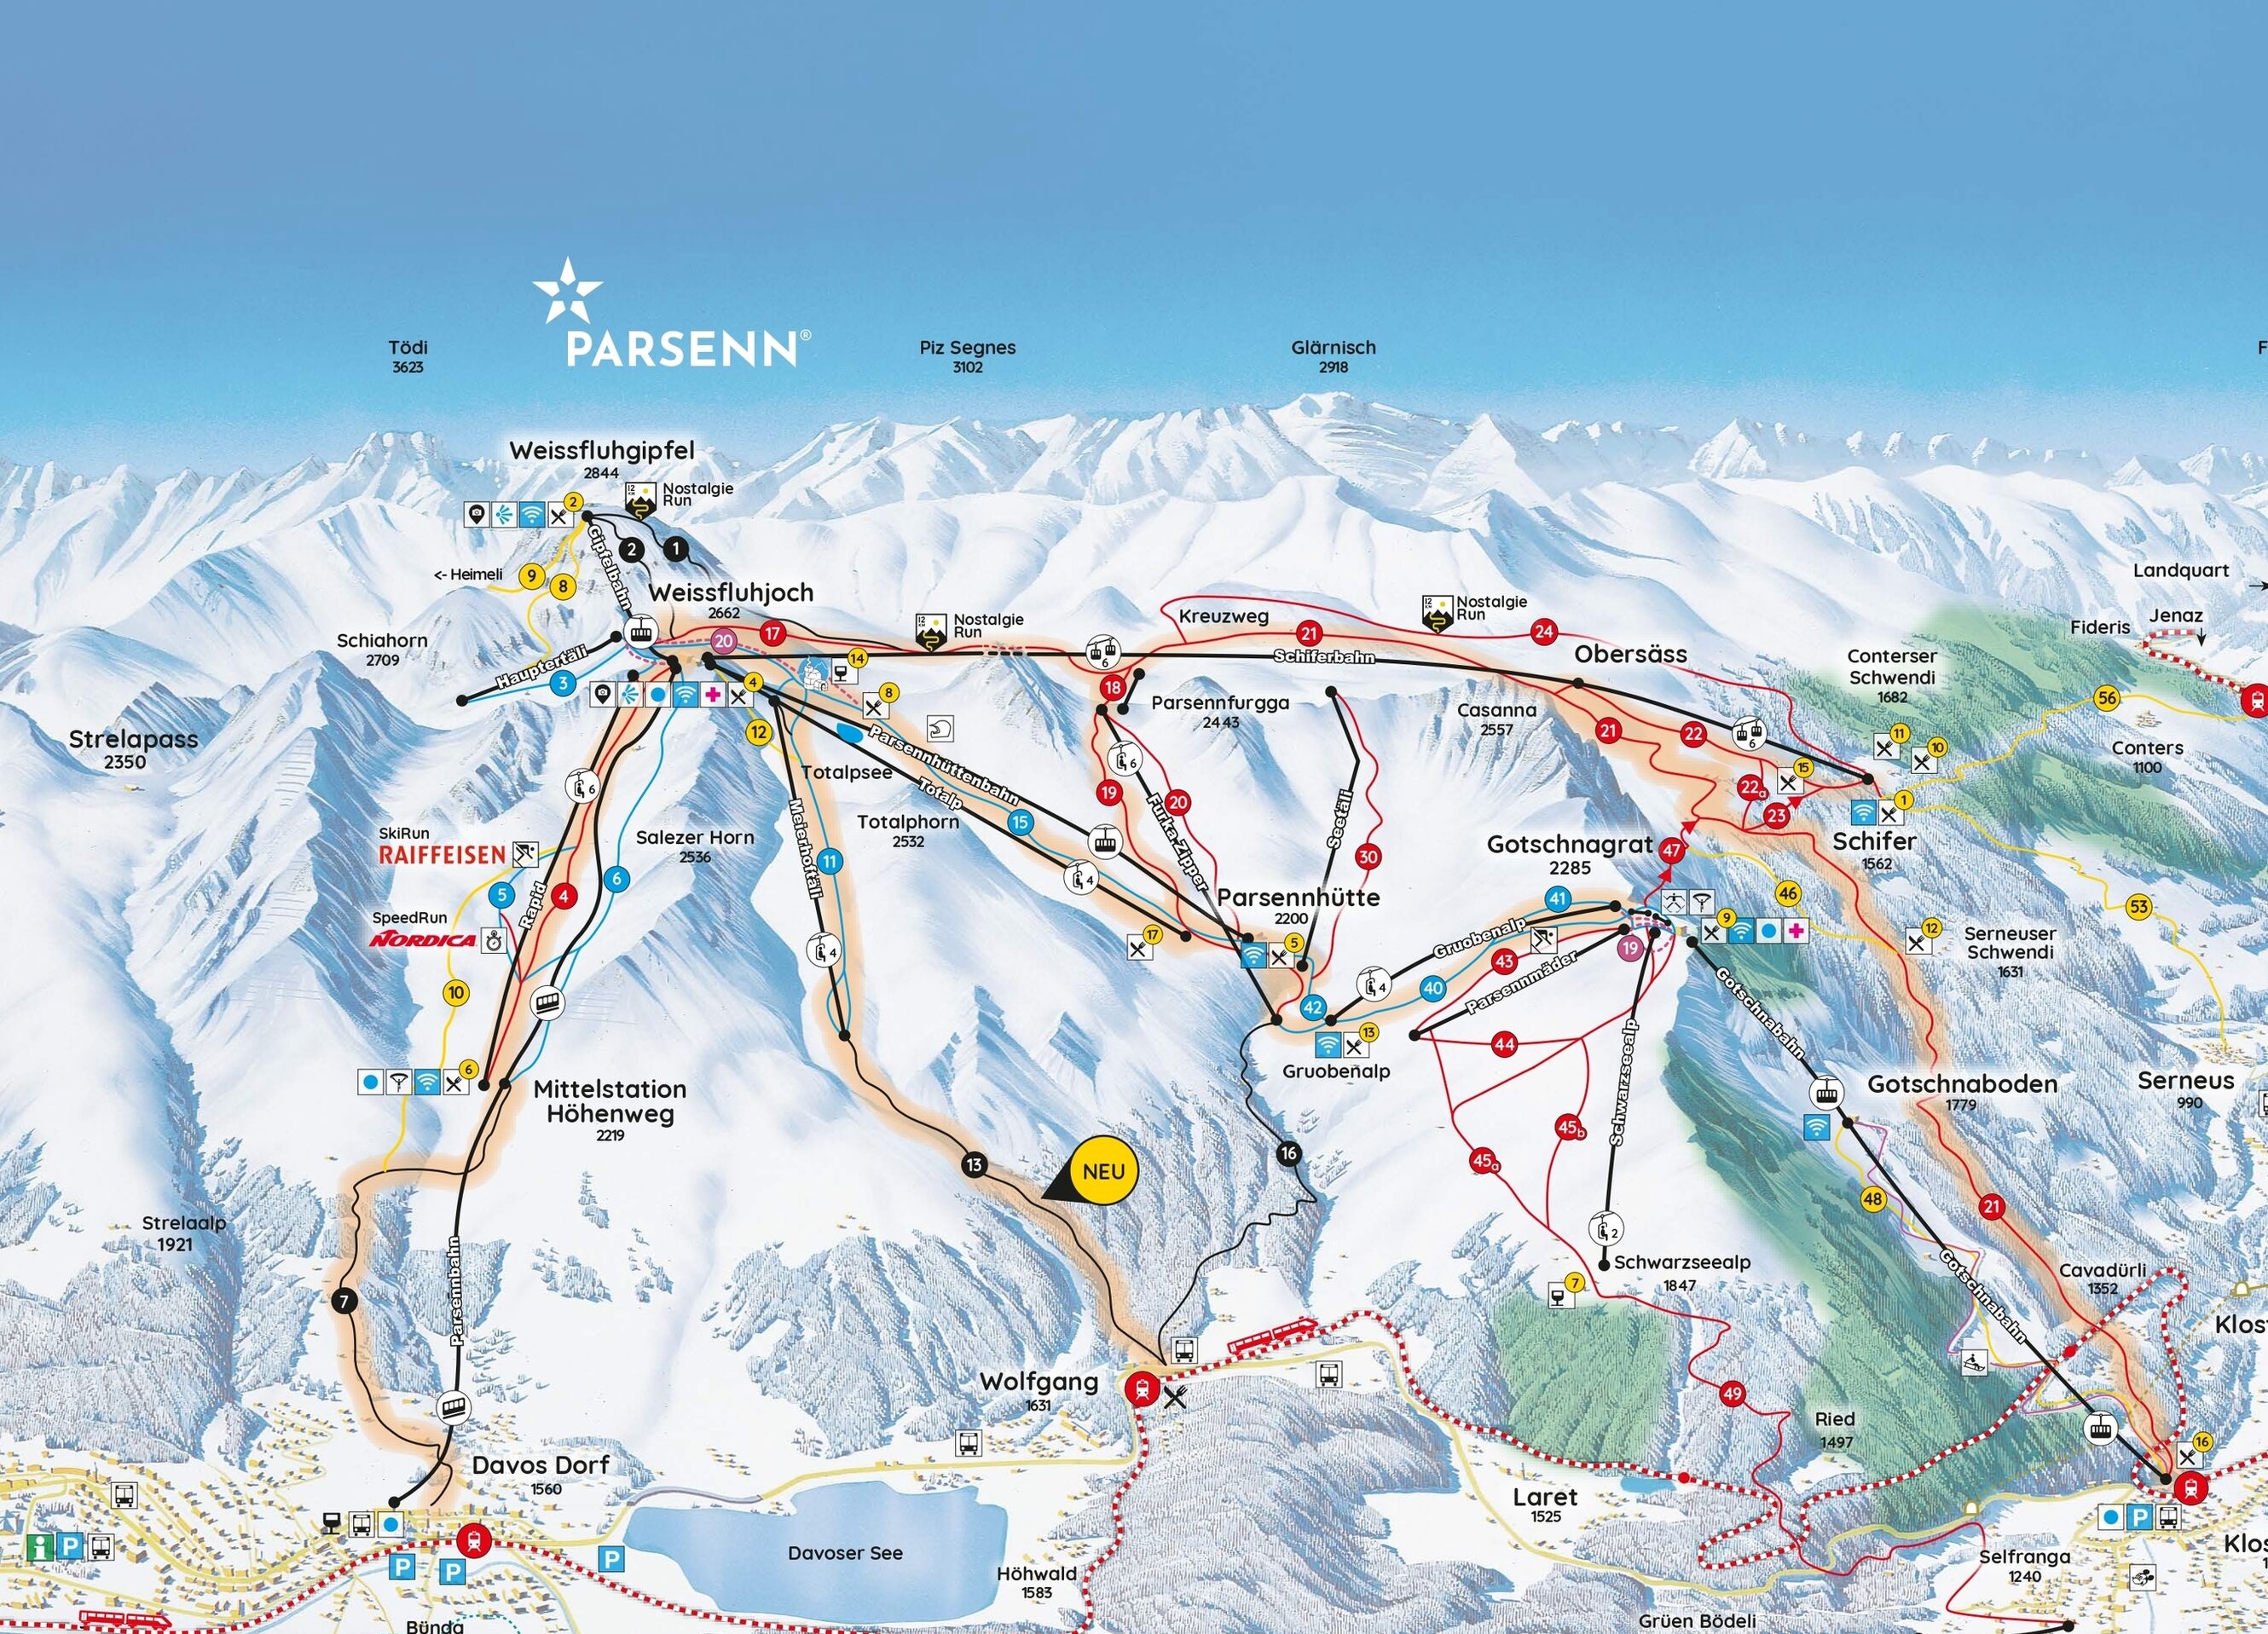 PARSENN®
Tödi
3623
Piz Segnes
3102
Glärnisch
2918
F
Weissfluhgipfel
2844
Nostalgie
Run
2
Gipfelbahn
2
1
<- Heimeli
9
8
Weissfluhjoch
2662
20
17
Nostalgie
Run
Kreuzweg
21
Nostalgie
Run
24
Obersäss
Landquart
Jenaz
Fideris
Conterser
Schwendi
1682
56
Schiahorn
2709
Hauptertäli
3
14
4
8
6
Schiferbahn
18
Parsennfurgga
2443
Casanna
2557
21
22
6
11
10
Conters
1100
Strelapass
2350
12
Totalpsee
Parsennhüttenbahn
Totalp
15
Totalphorn
2532
6
Furka-Zipper
19
20
Seetäli
30
22a
15
23
1
Schifer
1562
6
SkiRun
RAIFFEISEN
Salezer Horn
2536
Meierhoftäli
11
4
5
Rapid
4
6
SpeedRun
NORDICA
10
4
17
Parsennhütte
2200
5
Gotschnagrat
2285
47
46
53
41
Gruobenalp
43
19
9
12
Serneuser
Schwendi
1631
40
Parsennmäder
4
42
13
Gruobenalp
44
Schwarzseealp
Gotschnabahn
6
Mittelstation
Höhenweg
2219
Gotschnaboden
1779
Serneus
990
13
NEU
16
45a
45b
48
21
2
Schwarzseealp
1847
7
Strelaalp
1921
7
Parsennbahn
Gotschnabahn
Cavadürli
1352
Klos
Wolfgang
1631
49
Ried
1497
16
Davos Dorf
1560
Laret
1525
Davoser See
Höhwald
1583
Selfranga
1240
Klos
i
P
P
P
P
P
Bünda
Grüen Bödeli